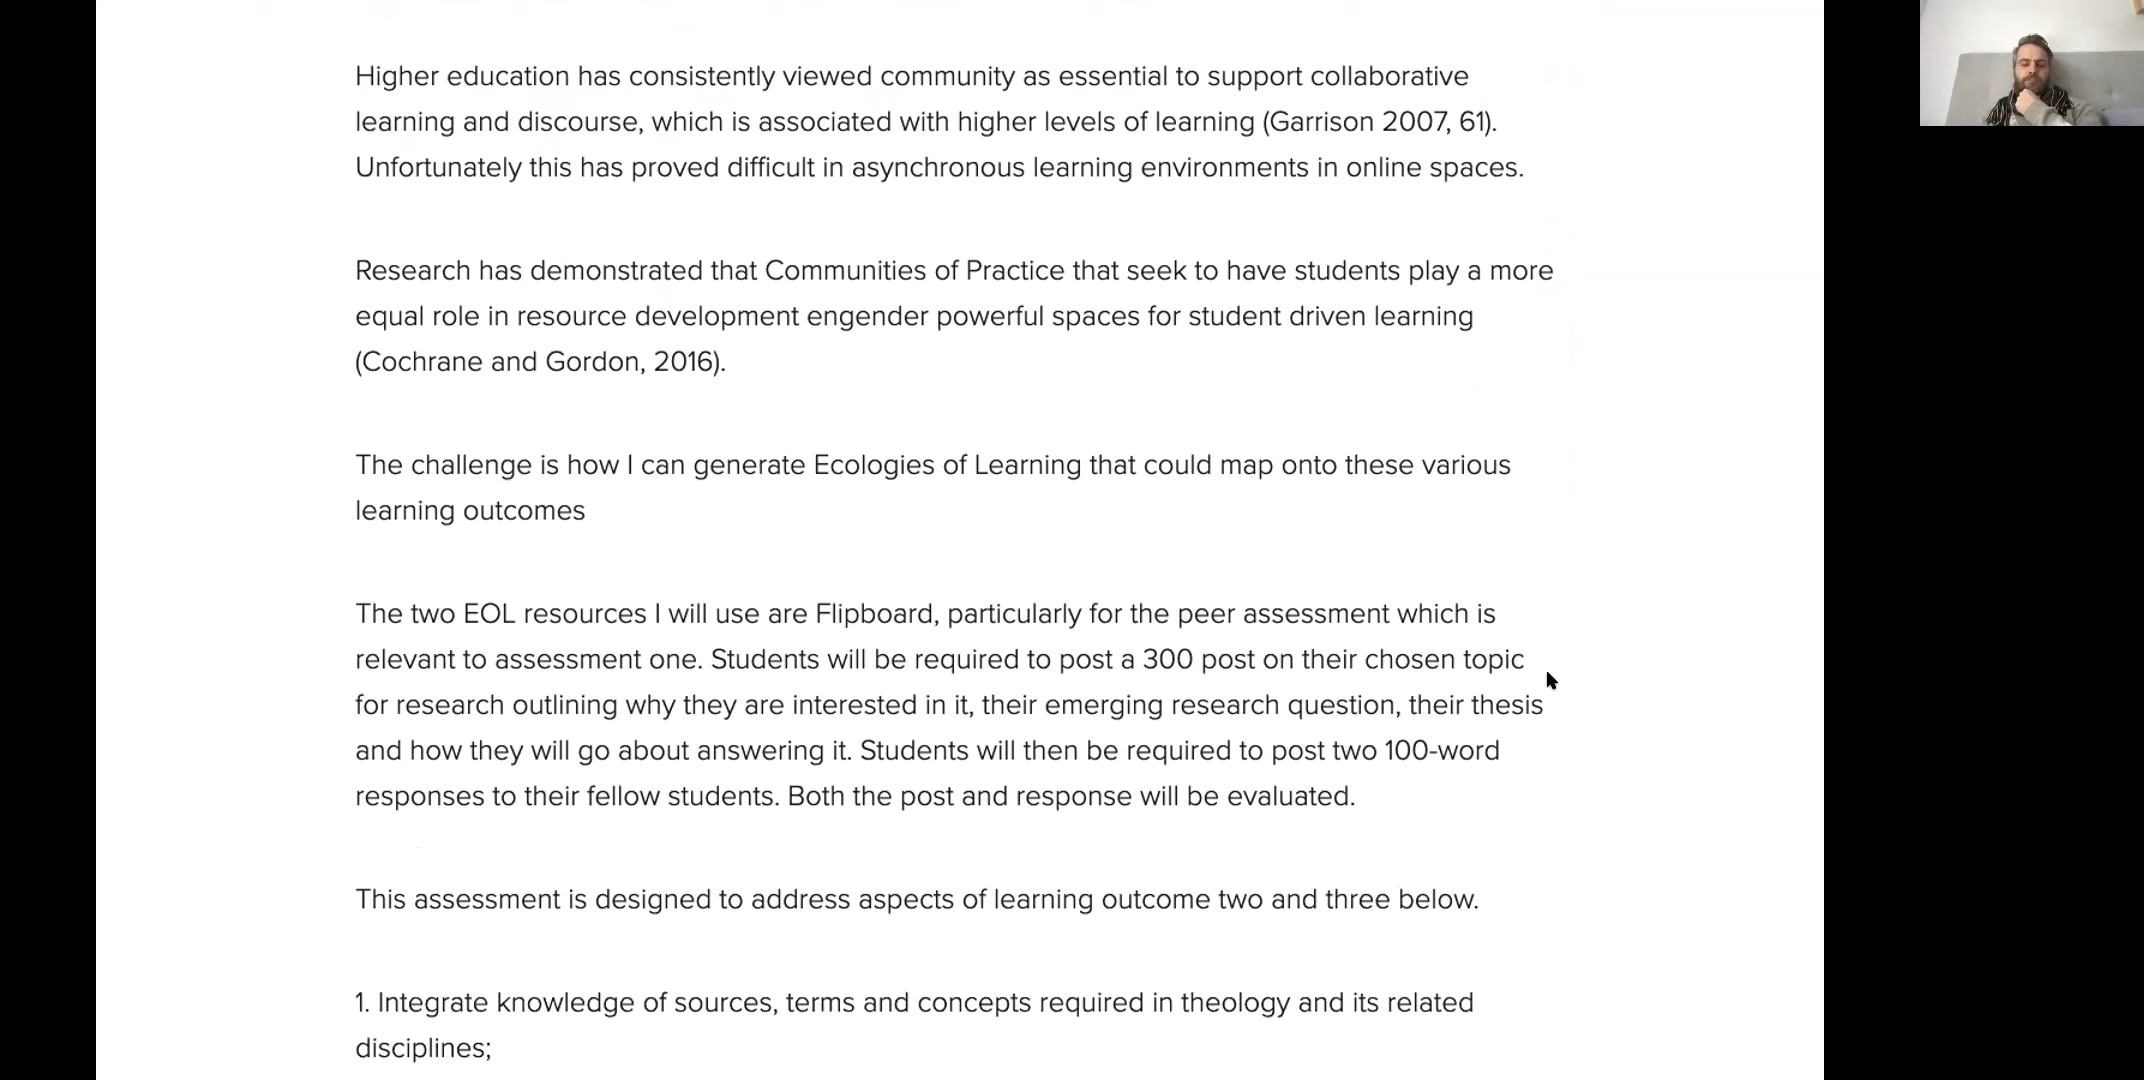 Higher education has consistently viewed community as essential to support collaborative
learning and discourse, which is associated with higher levels of learning (Garrison 2007, 61).
Unfortunately this has proved difficult in asynchronous learning environments in online spaces.
Research has demonstrated that Communities of Practice that seek to have students play a more
equal role in resource development engender powerful spaces for student driven learning
(Cochrane and Gordon, 2016).
The challenge is how I can generate Ecologies of Learning that could map onto these various
learning outcomes
The two EOL resources I will use are Flipboard, particularly for the peer assessment which is
relevant to assessment one. Students will be required to post a 300 post on their chosen topic
for research outlining why they are interested in it, their emerging research question, their thesis
and how they will go about answering it. Students will then be required to post two 100-word
responses to their fellow students. Both the post and response will be evaluated.
This assessment is designed to address aspects of learning outcome two and three below.
1. Integrate knowledge of sources, terms and concepts required in theology and its related
disciplines;